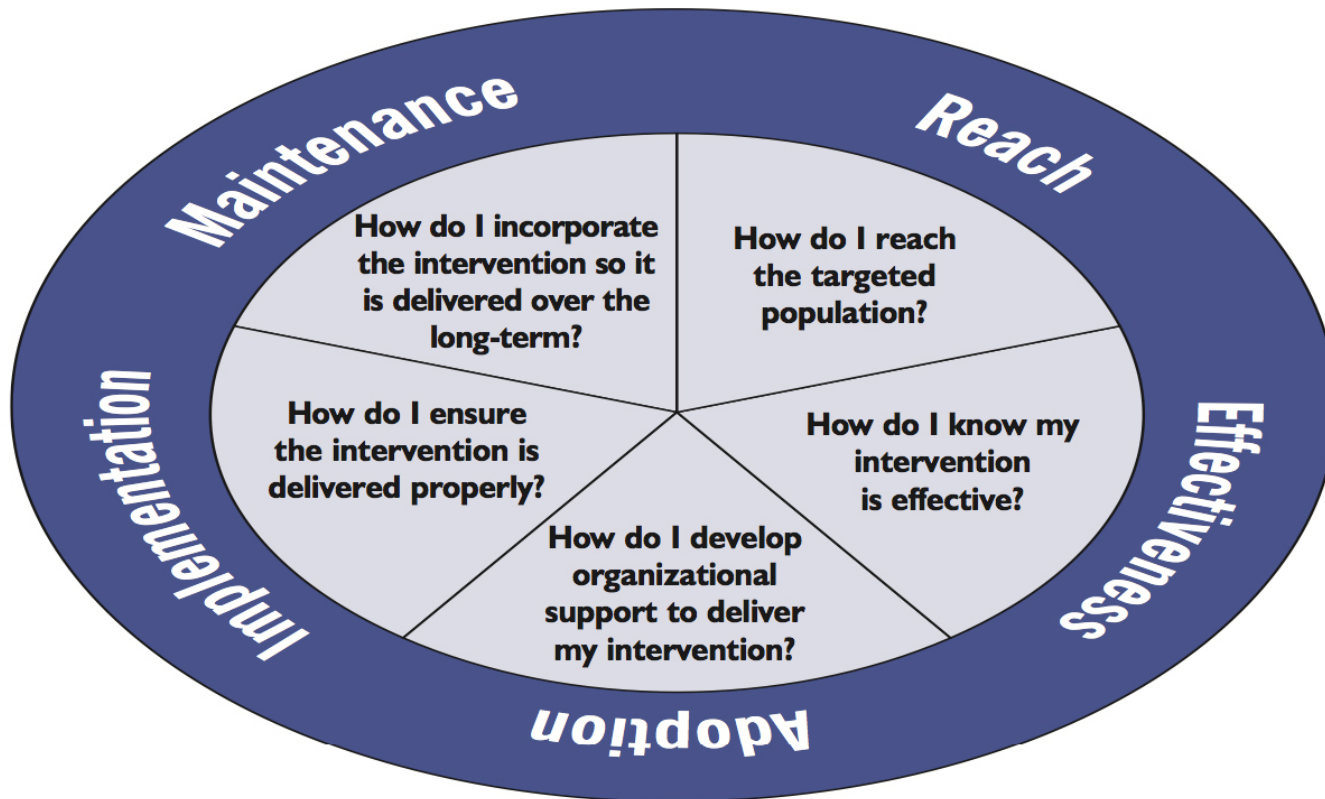 Reach
How do I reach
the targeted
population?
Effectiveness
How do I know my
intervention
is effective?
Adoption
How do I develop
organizational
support to deliver
my intervention?
Implementation
How do I ensure
the intervention is
delivered properly?
Maintenance
How do I incorporate
the intervention so it
is delivered over the
long-term?